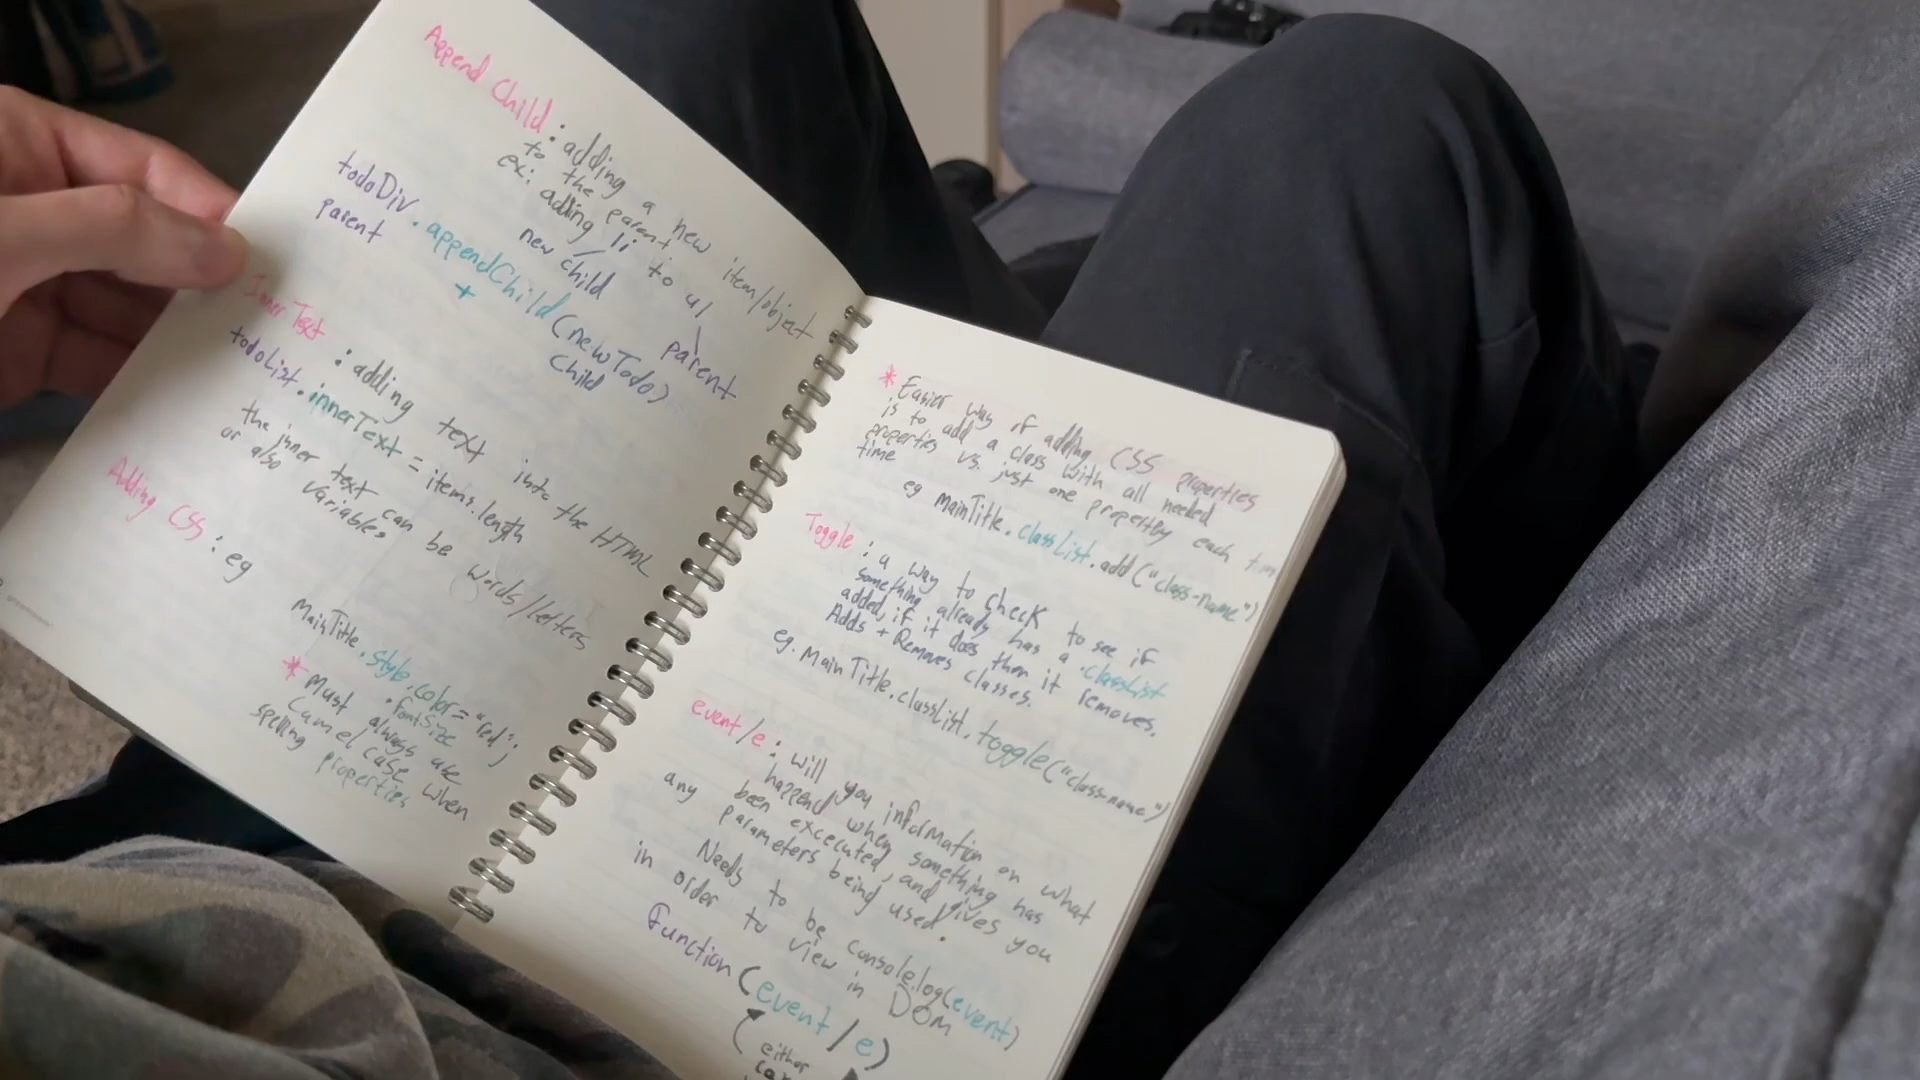 Append Child : adding a new item/object
to the parent
ex: adding li to ul
new child parent
todoDiv.appendChild(newTodo)
parent + child
Inner Text : adding text into the HTML
todoList.innerText = items.length
the inner text can be words/letters
or also variables
Adding CSS : eg
MainTitle.style.color = "red";
.fontSize
* Must always use
camel case when
spelling properties
* Easier way of adding CSS properties
is to add a class with all needed
properties vs. just one propertBy each tim
time
eg mainTitle.classList.add("class-name")
Toggle : a way to check to see if
something already has a .classList
added, if it does then it removes.
Adds + Removes classes.
eg. MainTitle.classList.toggle("class-name")
event/e : will you information on what
happend when something has
been excecuted, and gives you
any parameters being used.
Needs to be console.log(event)
in order to view in DOM
function (event/e)
either
can